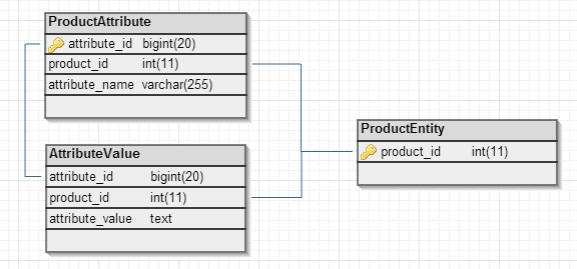 ProductAttribute
attribute_id bigint(20)
product_id int(11)
attribute_name varchar(255)
AttributeValue
attribute_id bigint(20)
product_id int(11)
attribute_value text
ProductEntity
product_id int(11)